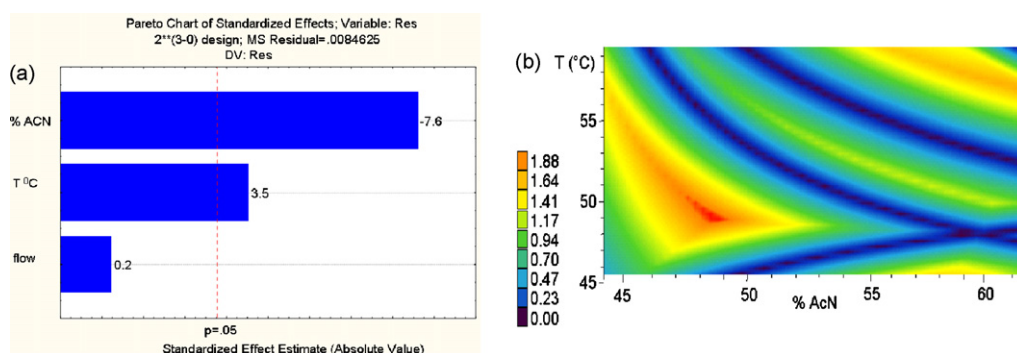 Pareto Chart of Standardized Effects; Variable: Res
2**(3-0) design; MS Residual=.0084625
DV: Res
(a)
% ACN
-7.6
T ⁰C
3.5
flow
0.2
p=.05
Standardized Effect Estimate (Absolute Value)
(b)
T (°C)
55
50
45
45
50
55
60
% AcN
1.88
1.64
1.41
1.17
0.94
0.70
0.47
0.23
0.00